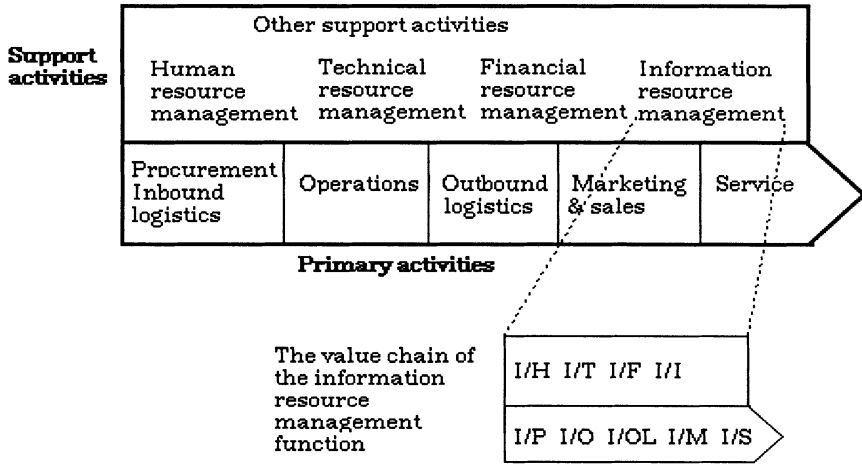 Other support activities
Support
activities
Human
resource
management
Technical
resource
management
Financial
resource
management
Information
resource
management
Procurement
Inbound
logistics
Operations
Outbound
logistics
Marketing
& sales
Service
Primary activities
The value chain of
the information
resource
management
function
I/H I/T I/F I/I
I/P I/O I/OL I/M I/S